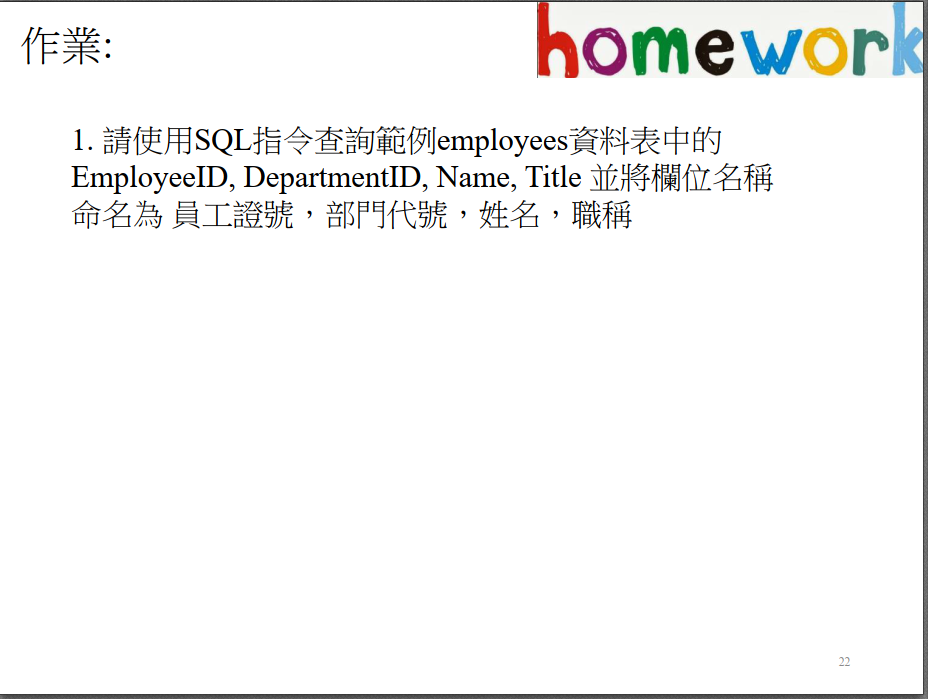 作業:
homework
1. 請使用SQL指令查詢範例employees資料表中的
EmployeeID, DepartmentID, Name, Title 並將欄位名稱
命名為 員工證號，部門代號，姓名，職稱
22